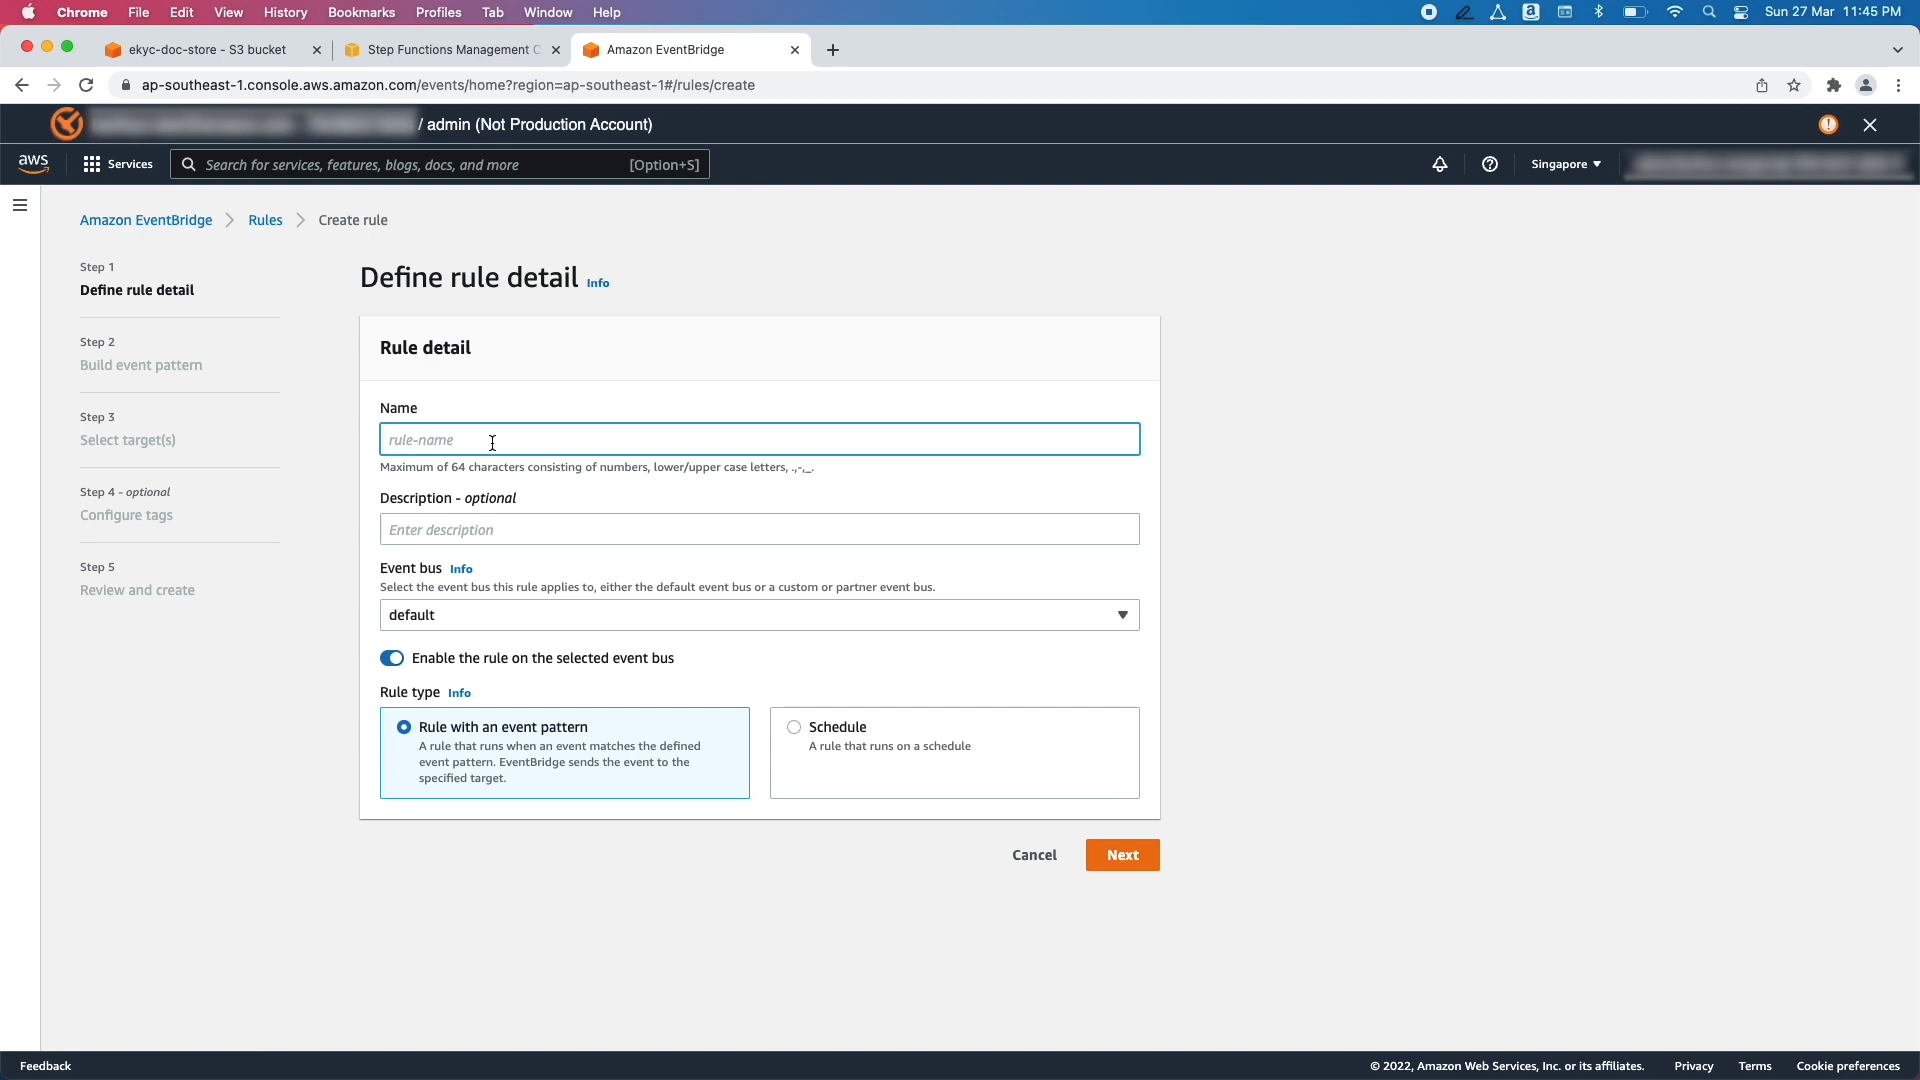 Chrome File Edit View History Bookmarks Profiles Tab Window Help Sun 27 Mar 11:45 PM
ekyc-doc-store - S3 bucket Step Functions Management C Amazon EventBridge
ap-southeast-1.console.aws.amazon.com/events/home?region=ap-southeast-1#/rules/create
/ admin (Not Production Account)
aws Services Search for services, features, blogs, docs, and more [Option+S] Singapore
Amazon EventBridge Rules Create rule
Step 1
Define rule detail
Step 2
Build event pattern
Step 3
Select target(s)
Step 4 - optional
Configure tags
Step 5
Review and create
Define rule detail Info
Rule detail
Name
rule-name
Maximum of 64 characters consisting of numbers, lower/upper case letters, .,-,_.
Description - optional
Enter description
Event bus Info
Select the event bus this rule applies to, either the default event bus or a custom or partner event bus.
default
Enable the rule on the selected event bus
Rule type Info
Rule with an event pattern
A rule that runs when an event matches the defined
event pattern. EventBridge sends the event to the
specified target.
Schedule
A rule that runs on a schedule
Cancel Next
Feedback © 2022, Amazon Web Services, Inc. or its affiliates. Privacy Terms Cookie preferences